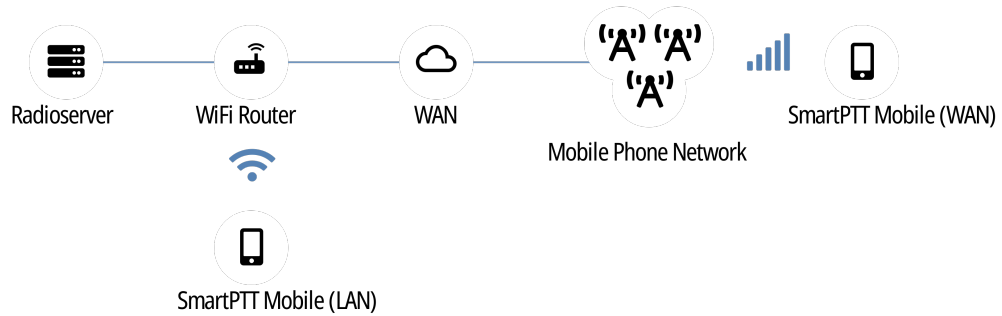 Radioserver
WiFi Router
WAN
SmartPTT Mobile (WAN)
Mobile Phone Network
SmartPTT Mobile (LAN)